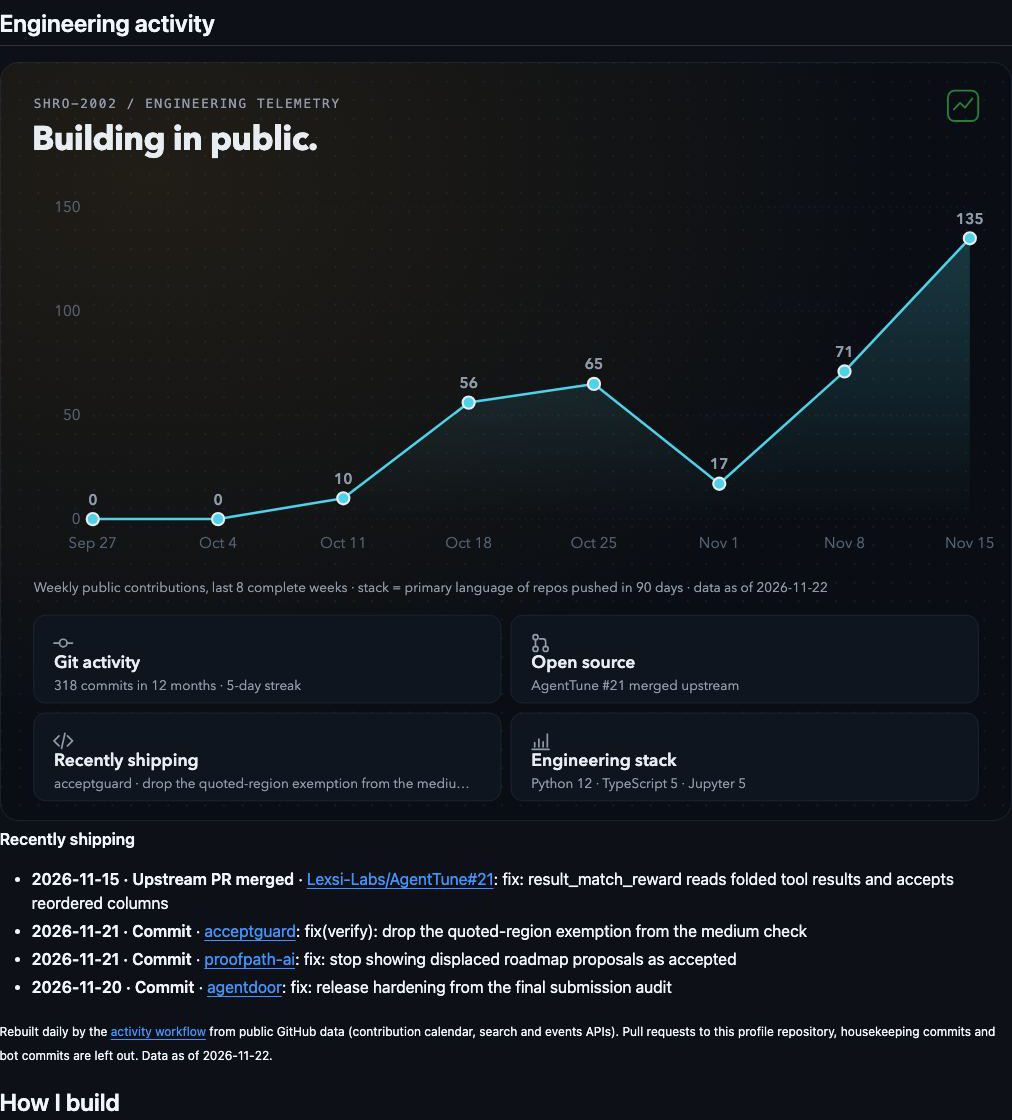 Engineering activity
SHRO-2002 / ENGINEERING TELEMETRY
Building in public.
150
100
50
0
0
0
10
56
65
17
71
135
Sep 27
Oct 4
Oct 11
Oct 18
Oct 25
Nov 1
Nov 8
Nov 15
Weekly public contributions, last 8 complete weeks · stack = primary language of repos pushed in 90 days · data as of 2026-11-22
Git activity
318 commits in 12 months · 5-day streak
Open source
AgentTune #21 merged upstream
Recently shipping
acceptguard · drop the quoted-region exemption from the mediu…
Engineering stack
Python 12 · TypeScript 5 · Jupyter 5
Recently shipping
• 2026-11-15 · Upstream PR merged · Lexsi-Labs/AgentTune#21: fix: result_match_reward reads folded tool results and accepts
reordered columns
• 2026-11-21 · Commit · acceptguard: fix(verify): drop the quoted-region exemption from the medium check
• 2026-11-21 · Commit · proofpath-ai: fix: stop showing displaced roadmap proposals as accepted
• 2026-11-20 · Commit · agentdoor: fix: release hardening from the final submission audit
Rebuilt daily by the activity workflow from public GitHub data (contribution calendar, search and events APIs). Pull requests to this profile repository, housekeeping commits and
bot commits are left out. Data as of 2026-11-22.
How I build